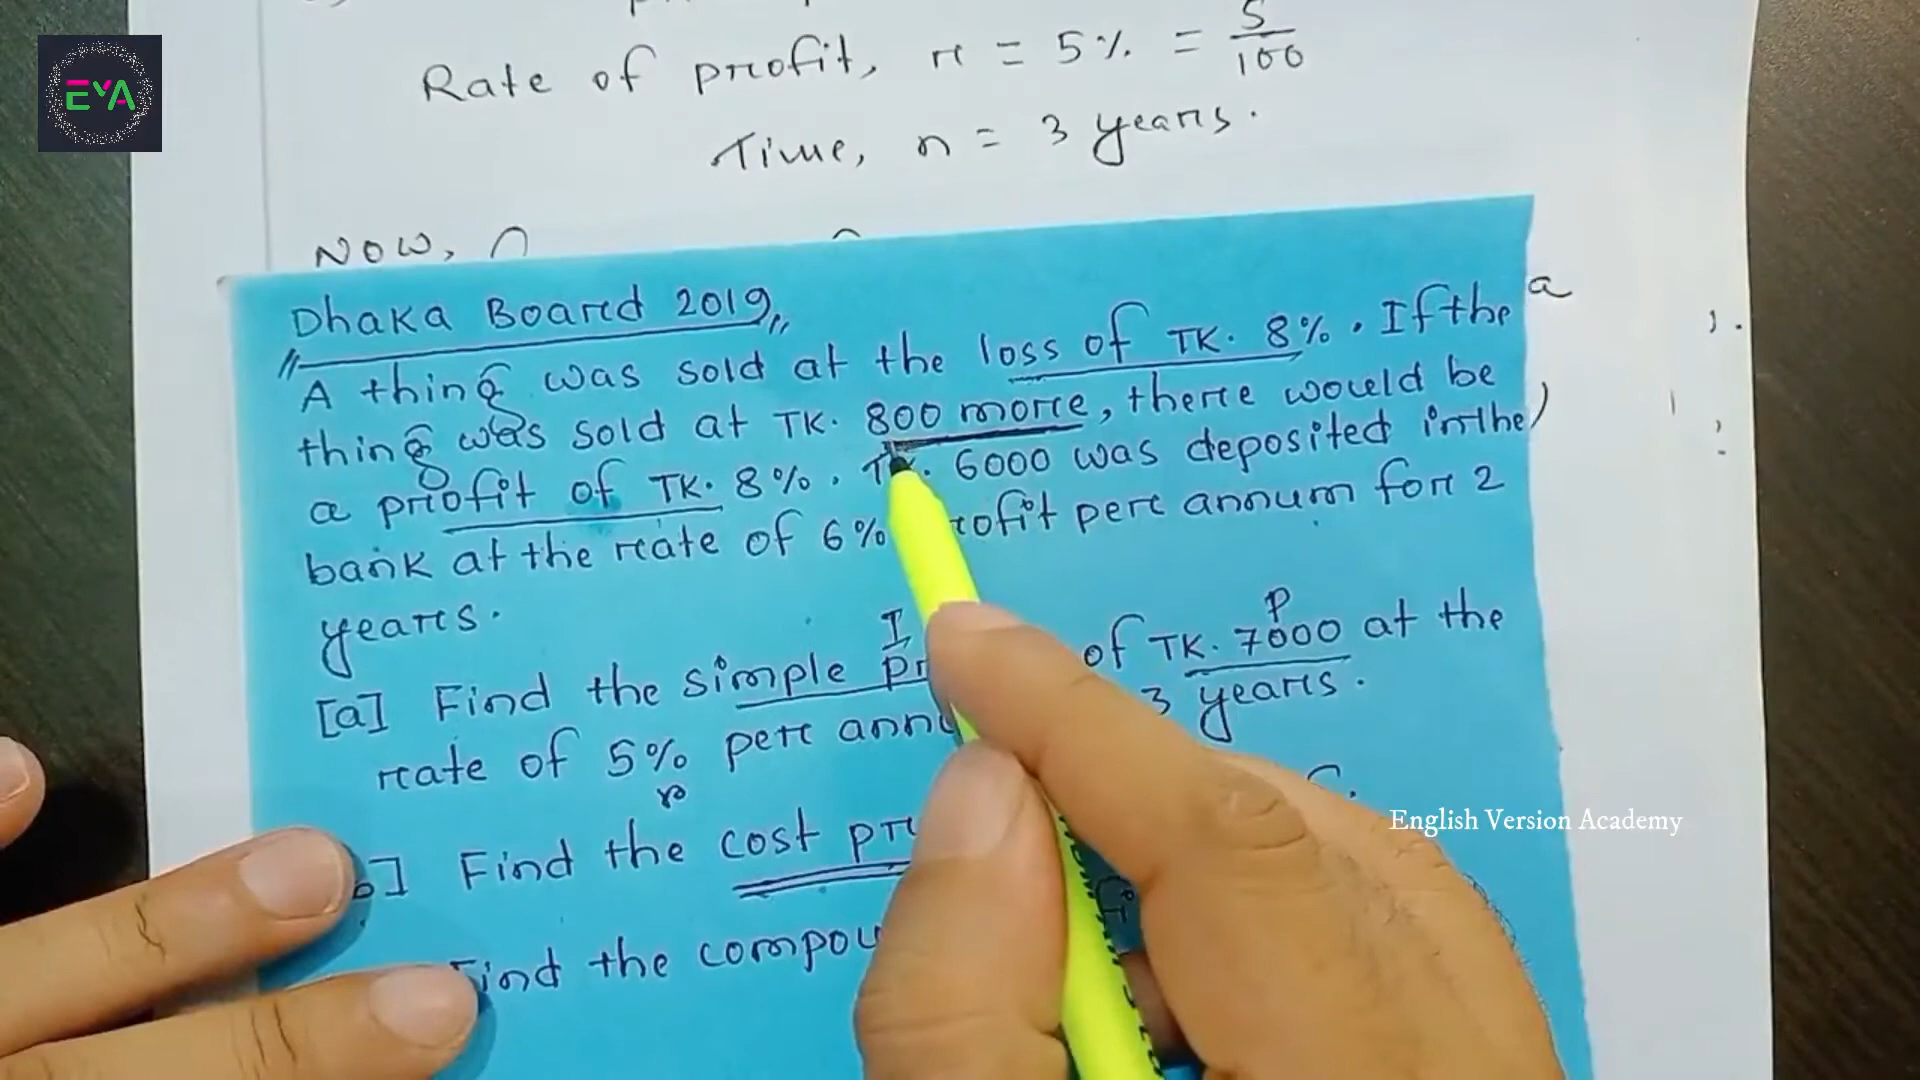 EYA
Rate of profit, r = 5% = 5/100
Time, n = 3 years.
Now,
Dhaka Board 2019,,
"A thing was sold at the loss of TK. 8%. If the
thing was sold at TK. 800 more, there would be
a profit of TK. 8%. TK. 6000 was deposited in the
bank at the rate of 6% profit per annum for 2
years.
I P
[a] Find the simple of TK. 7000 at the
rate of 5% per 3 years.
r
b] Find the cost
Find the
English Version Academy